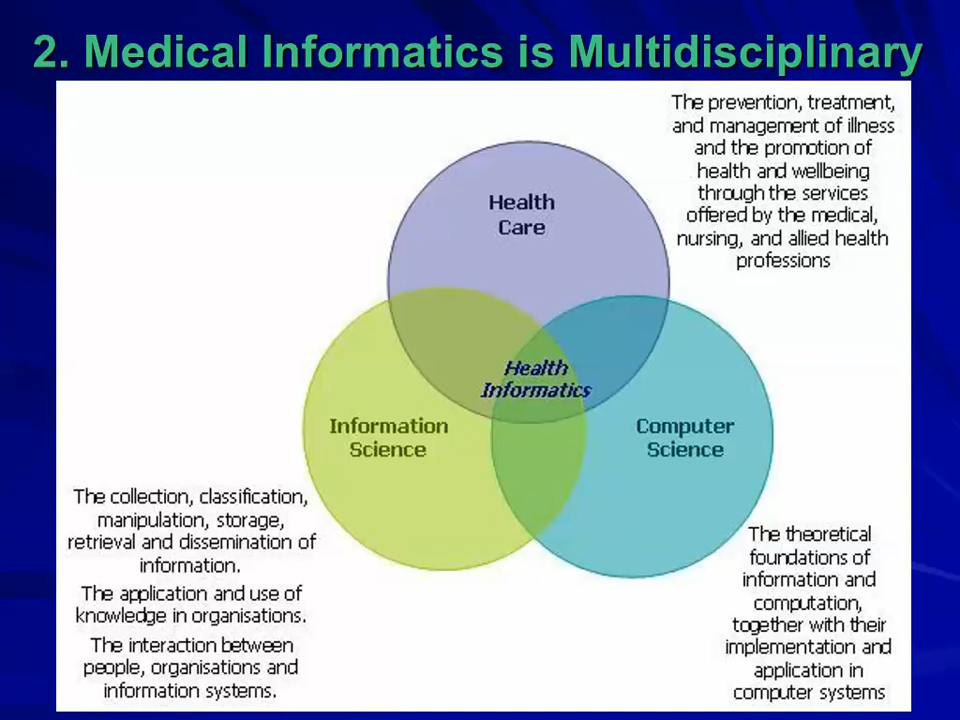 2. Medical Informatics is Multidisciplinary
The prevention, treatment,
and management of illness
and the promotion of
health and wellbeing
through the services
offered by the medical,
nursing, and allied health
professions
Health
Care
Health
Informatics
Information
Science
Computer
Science
The collection, classification,
manipulation, storage,
retrieval and dissemination of
information.
The application and use of
knowledge in organisations.
The interaction between
people, organisations and
information systems.
The theoretical
foundations of
information and
computation,
together with their
implementation and
application in
computer systems